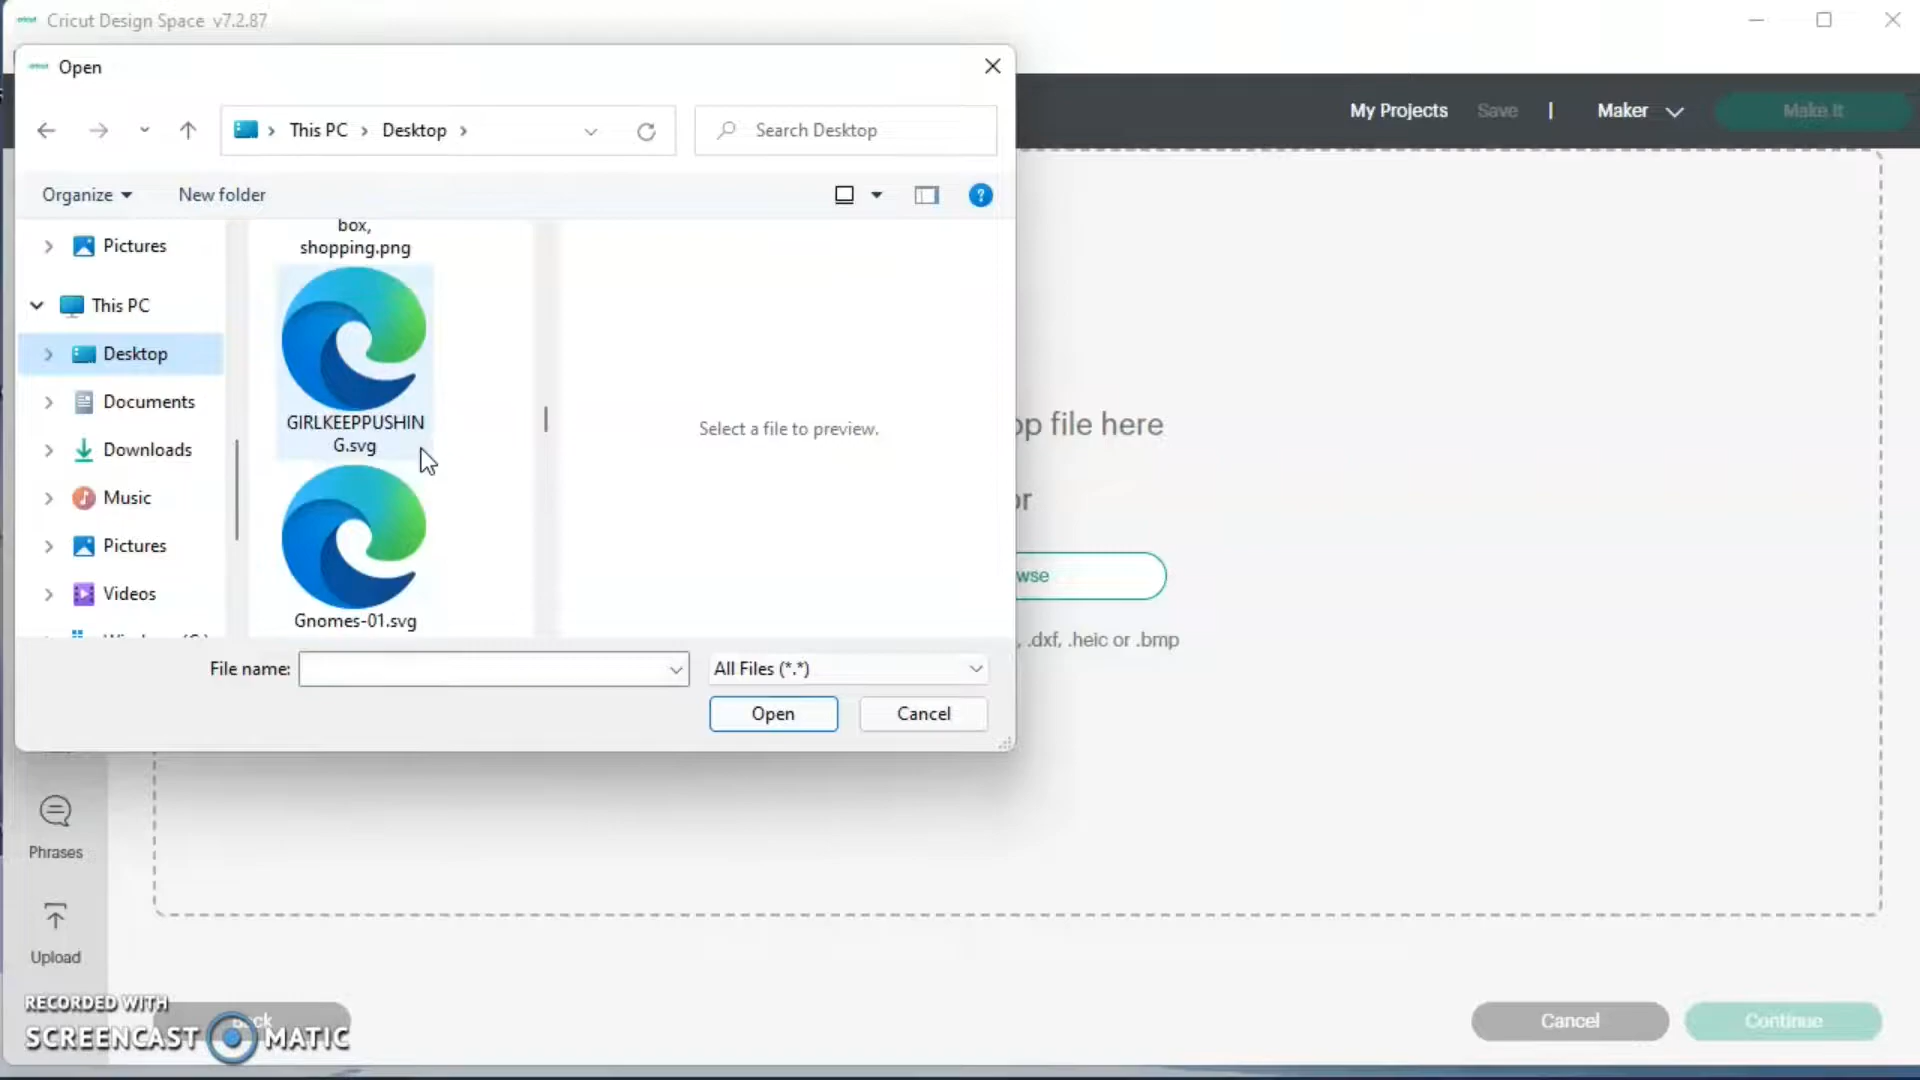 cricut Cricut Design Space v7.2.87
cricut Open
This PC > Desktop >
Search Desktop
My Projects Save | Maker Make It
Organize New folder
?
Pictures
This PC
Desktop
Documents
Downloads
Music
Pictures
Videos
box,
shopping.png
GIRLKEEPPUSHIN
G.svg
Gnomes-01.svg
Select a file to preview.
op file here
or
wse
, .dxf, .heic or .bmp
File name:
All Files (*.*)
Open Cancel
Phrases
Upload
RECORDED WITH
SCREENCAST MATIC
Cancel Continue